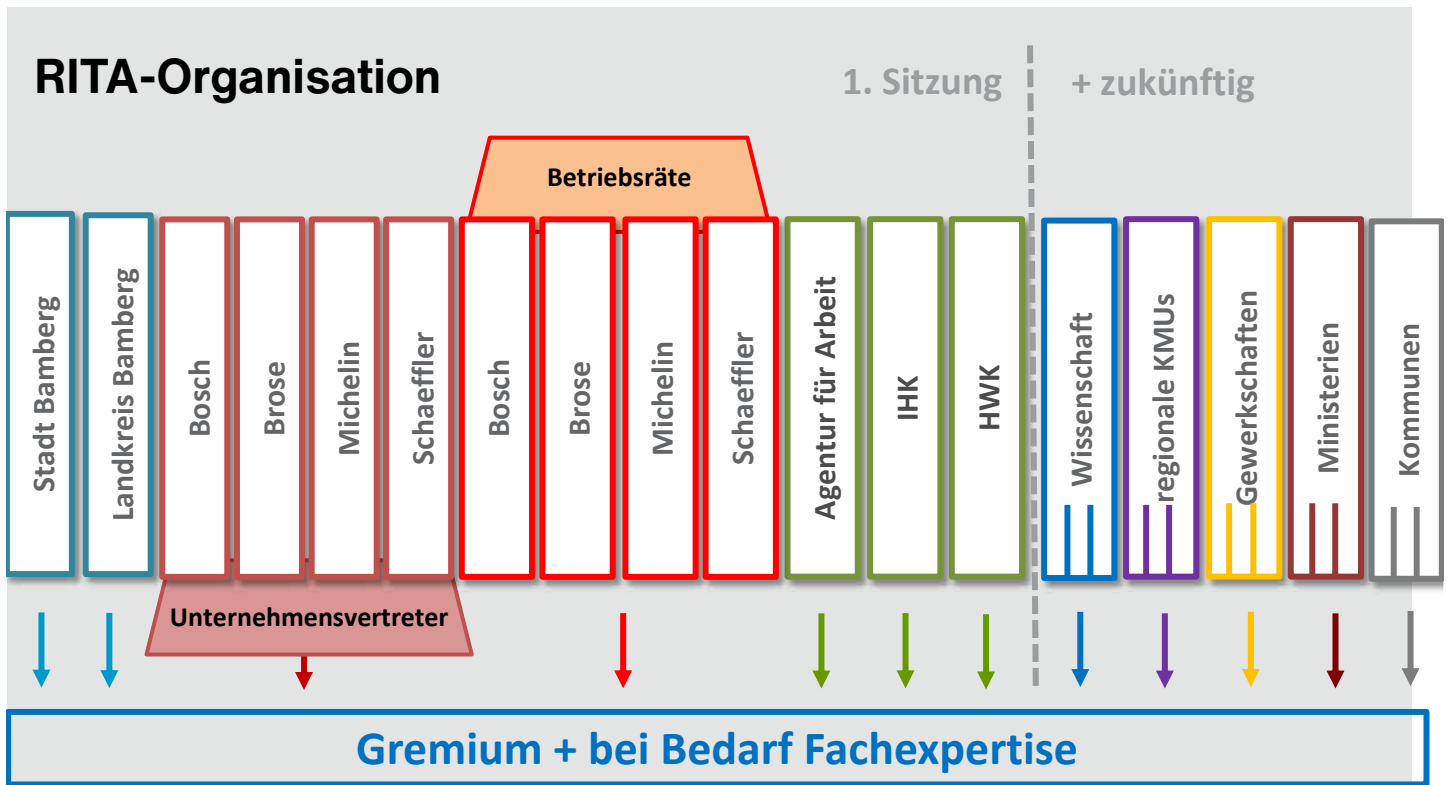 RITA-Organisation
1. Sitzung
+ zukünftig
Betriebsräte
Stadt Bamberg
Landkreis Bamberg
Bosch
Brose
Michelin
Schaeffler
Bosch
Brose
Michelin
Schaeffler
Agentur für Arbeit
IHK
HWK
Wissenschaft
regionale KMUs
Gewerkschaften
Ministerien
Kommunen
Unternehmensvertreter
Gremium + bei Bedarf Fachexpertise